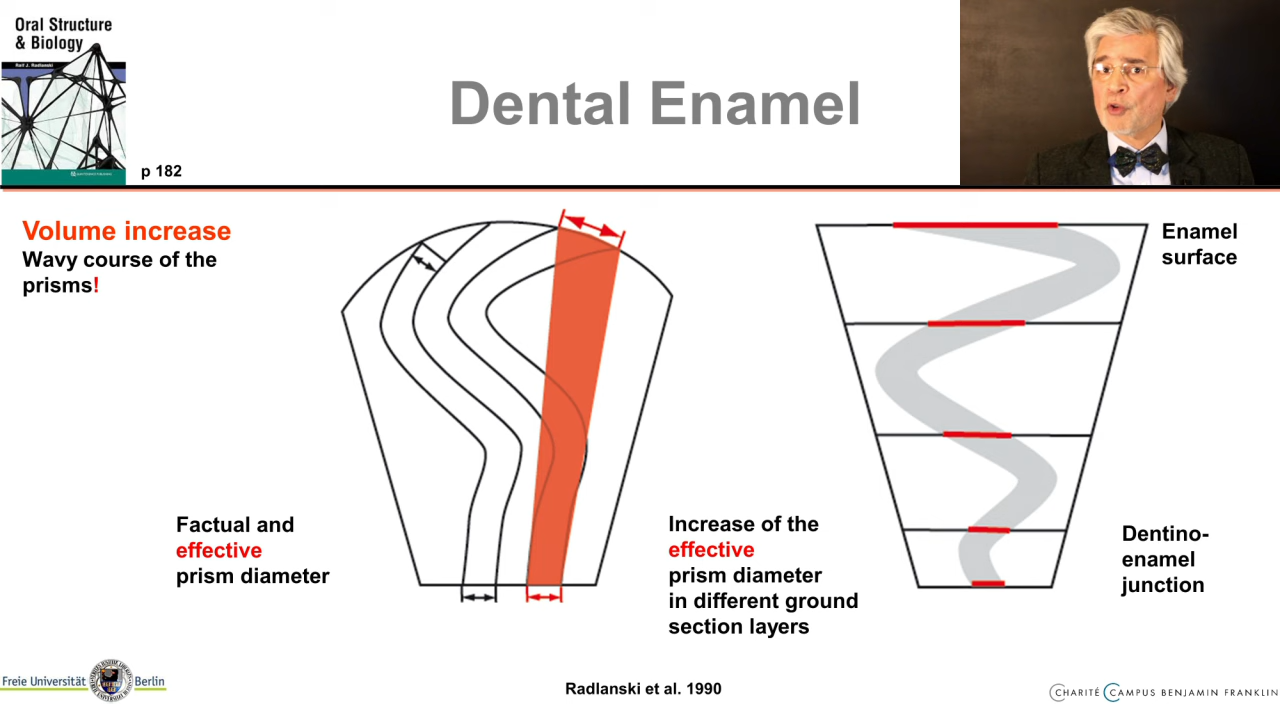 Oral Structure
& Biology
Ralf J. Radlanski
p 182
Dental Enamel
Volume increase
Wavy course of the
prisms!
Enamel
surface
Factual and
effective
prism diameter
Increase of the
effective
prism diameter
in different ground
section layers
Dentino-
enamel
junction
Freie Universität Berlin
Radlanski et al. 1990
CHARITÉ CAMPUS BENJAMIN FRANKLIN